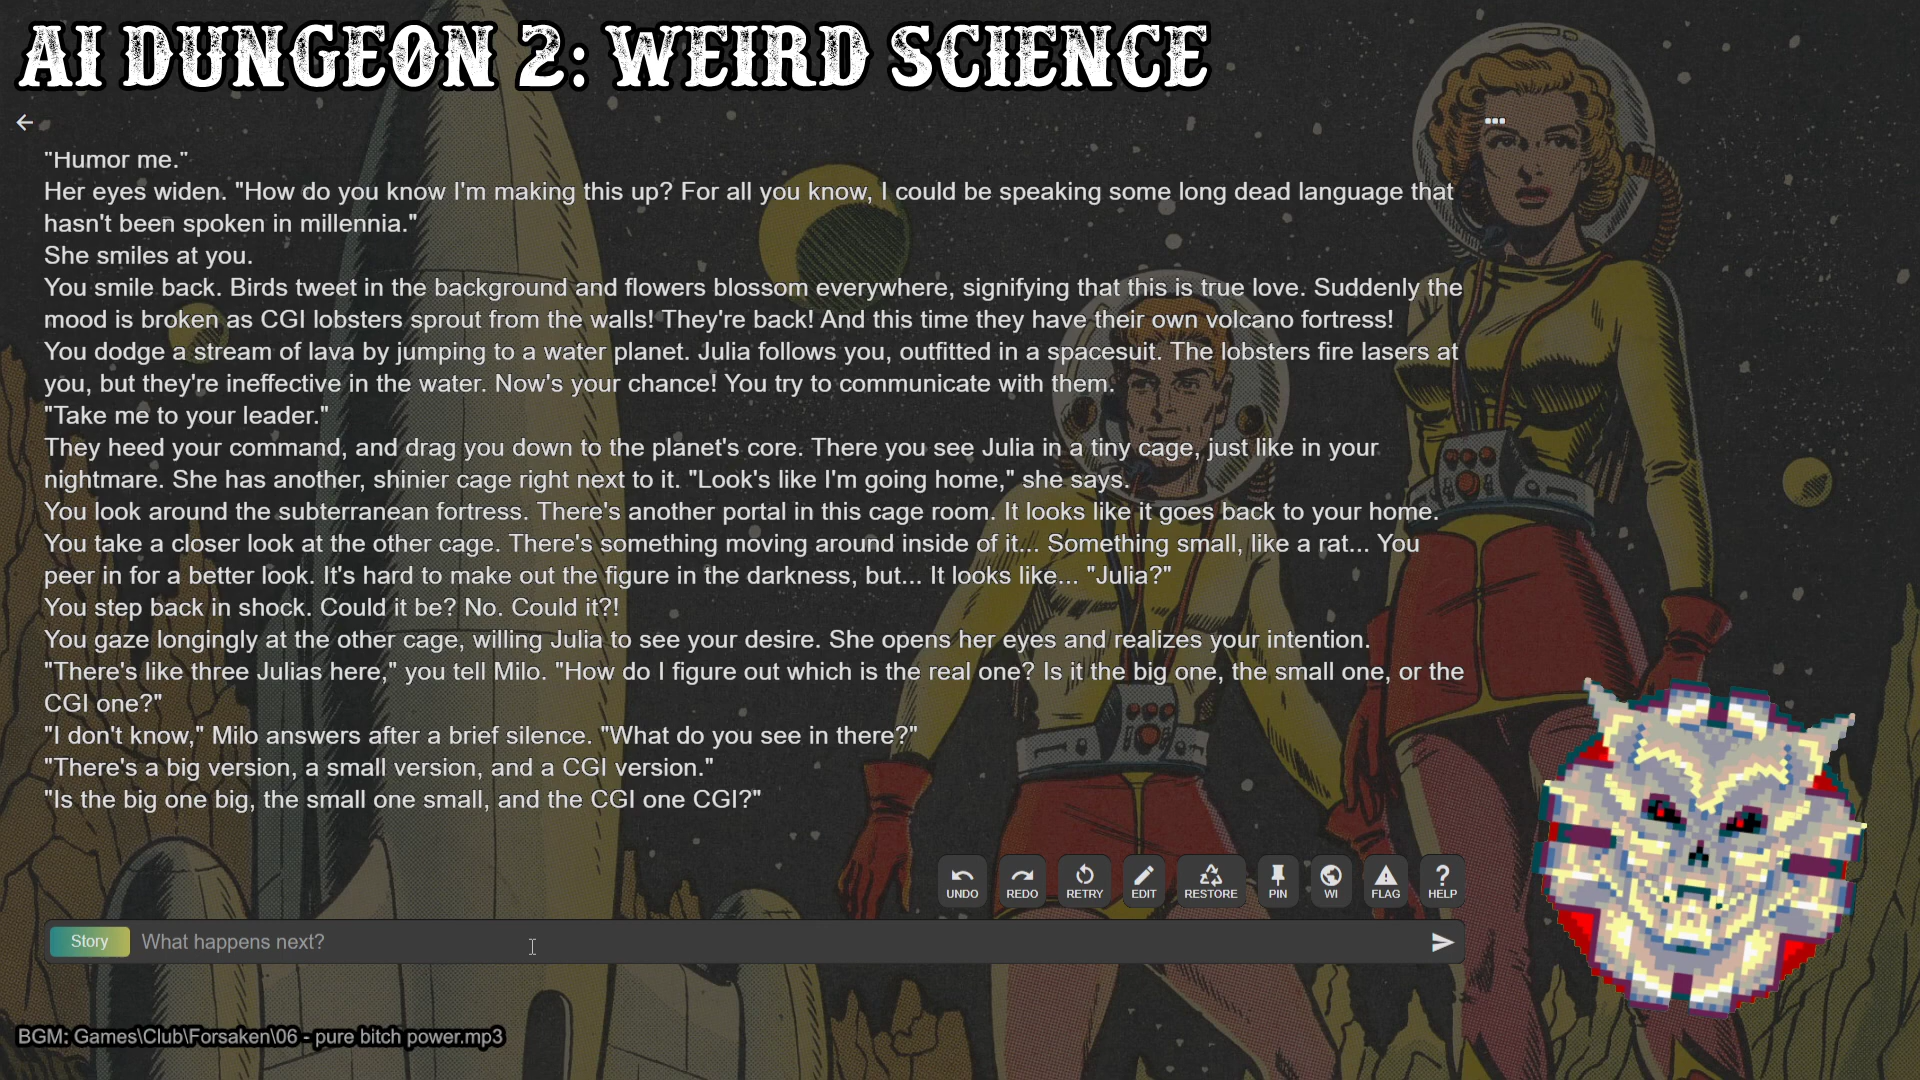 AI DUNGEON 2: WEIRD SCIENCE
"Humor me."
Her eyes widen. "How do you know I'm making this up? For all you know, I could be speaking some long dead language that
hasn't been spoken in millennia."
She smiles at you.
You smile back. Birds tweet in the background and flowers blossom everywhere, signifying that this is true love. Suddenly the
mood is broken as CGI lobsters sprout from the walls! They're back! And this time they have their own volcano fortress!
You dodge a stream of lava by jumping to a water planet. Julia follows you, outfitted in a spacesuit. The lobsters fire lasers at
you, but they're ineffective in the water. Now's your chance! You try to communicate with them.
"Take me to your leader."
They heed your command, and drag you down to the planet's core. There you see Julia in a tiny cage, just like in your
nightmare. She has another, shinier cage right next to it. "Look's like I'm going home," she says.
You look around the subterranean fortress. There's another portal in this cage room. It looks like it goes back to your home.
You take a closer look at the other cage. There's something moving around inside of it... Something small, like a rat... You
peer in for a better look. It's hard to make out the figure in the darkness, but... It looks like... "Julia?"
You step back in shock. Could it be? No. Could it?!
You gaze longingly at the other cage, willing Julia to see your desire. She opens her eyes and realizes your intention.
"There's like three Julias here," you tell Milo. "How do I figure out which is the real one? Is it the big one, the small one, or the
CGI one?"
"I don't know," Milo answers after a brief silence. "What do you see in there?"
"There's a big version, a small version, and a CGI version."
"Is the big one big, the small one small, and the CGI one CGI?"
UNDO REDO RETRY EDIT RESTORE PIN WI FLAG HELP
Story What happens next?
BGM: Games\Club\Forsaken\06 - pure bitch power.mp3